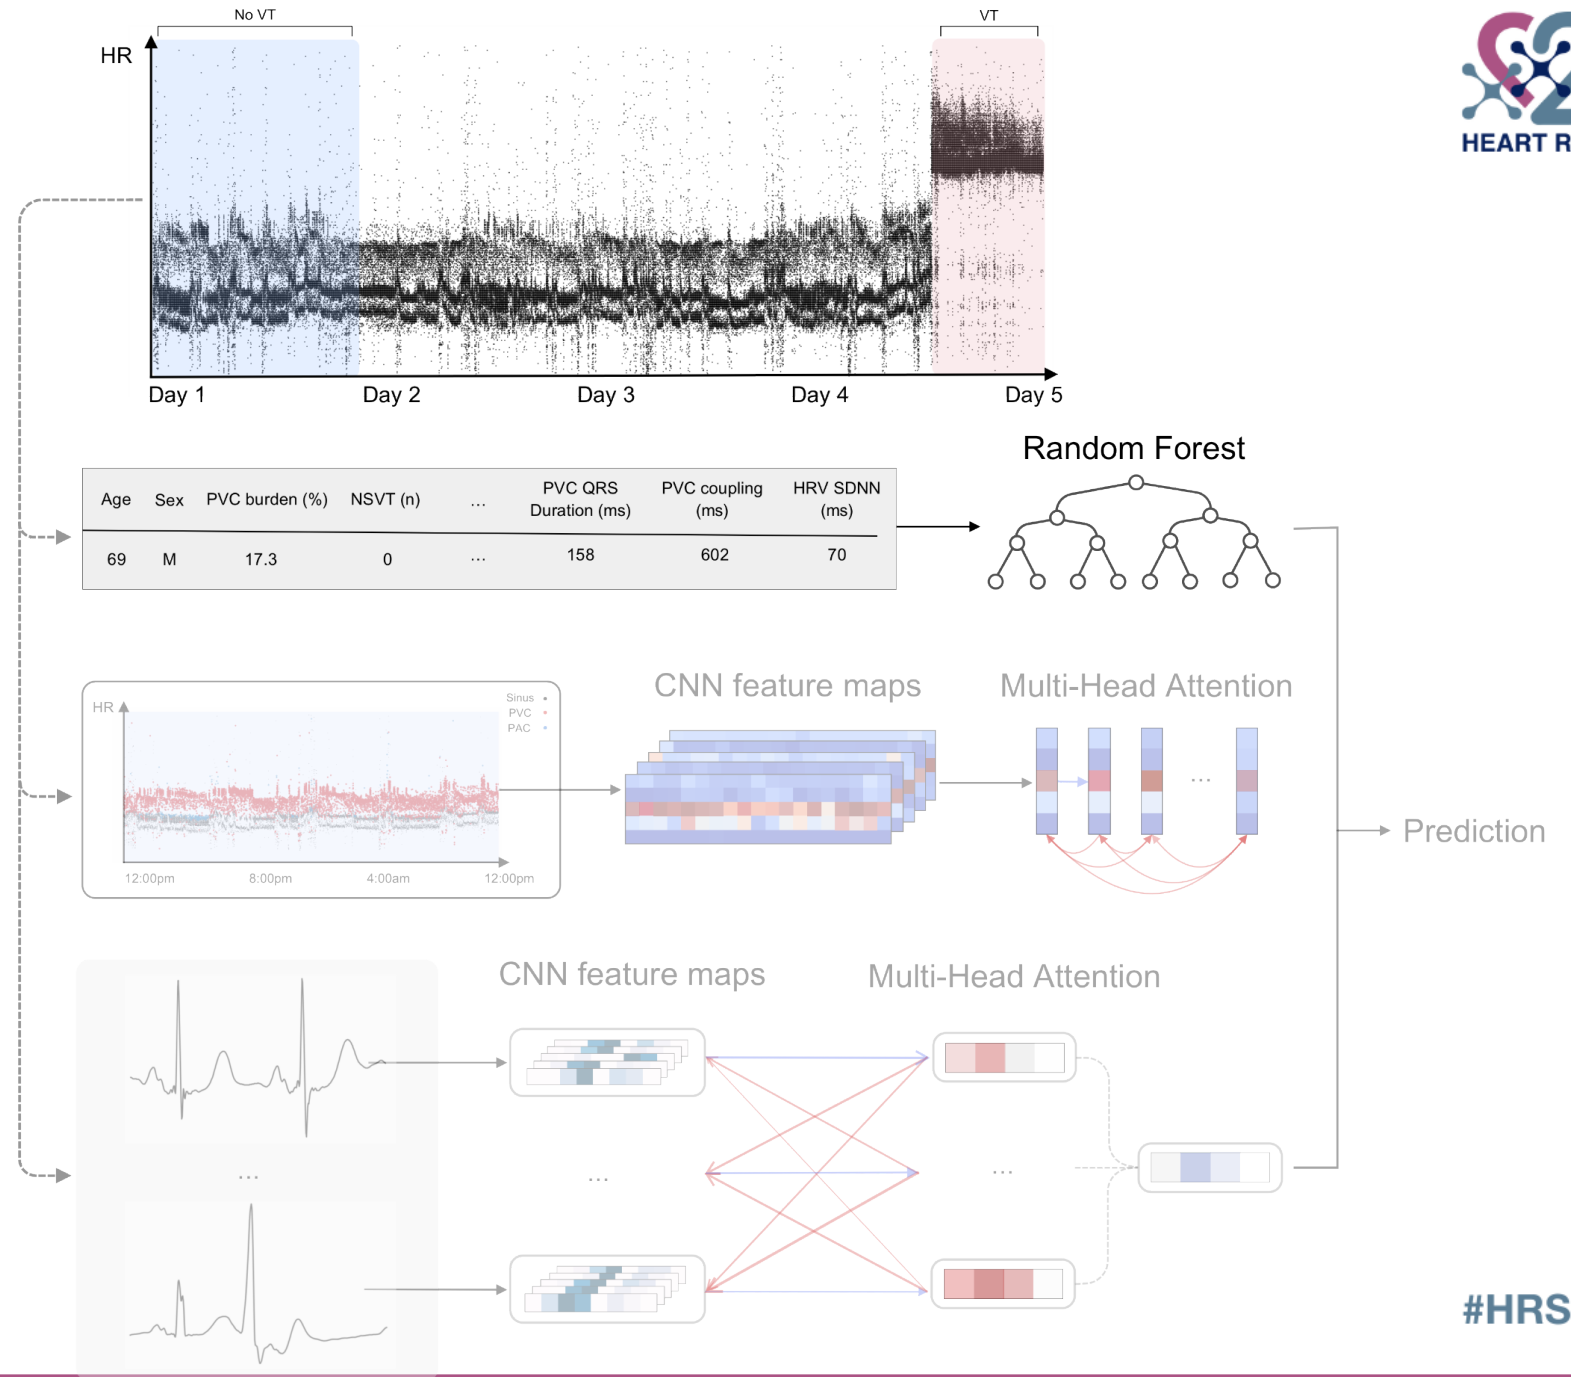 No VT
VT
HR
Day 1
Day 2
Day 3
Day 4
Day 5
HEART R
Random Forest
Age
Sex
PVC burden (%)
NSVT (n)
...
PVC QRS
Duration (ms)
PVC coupling
(ms)
HRV SDNN
(ms)
69
M
17.3
0
...
158
602
70
CNN feature maps
Multi-Head Attention
HR
Sinus
PVC
PAC
12:00pm
8:00pm
4:00am
12:00pm
...
Prediction
CNN feature maps
Multi-Head Attention
...
...
...
#HRS